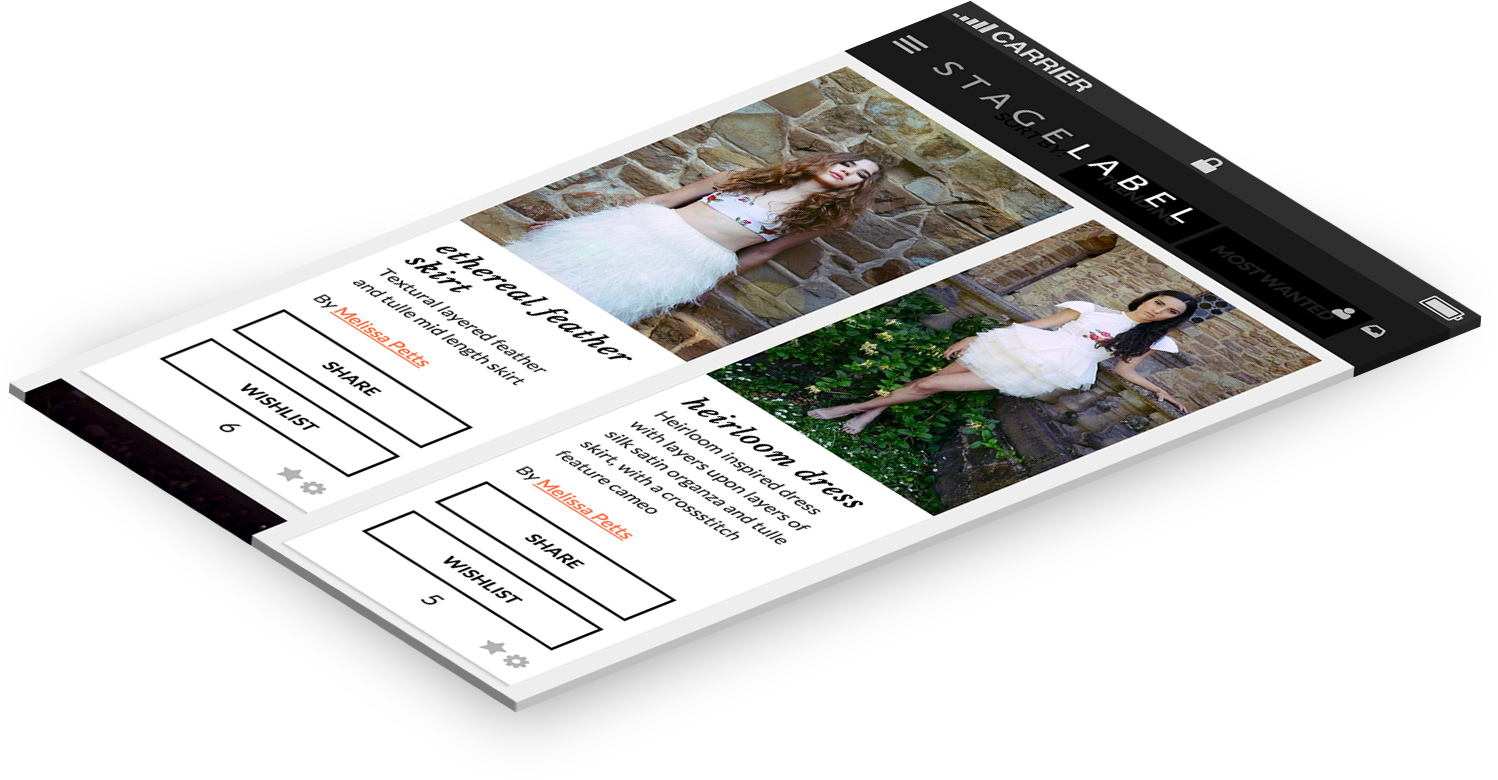 CARRIER
STAGELABEL
SORT BY:
TRENDING
MOST WANTED
ethereal feather
skirt
Textural layered feather
and tulle mid length skirt
By Melissa Petts
SHARE
WISHLIST
6
heirloom dress
Heirloom inspired dress
with layers upon layers of
silk satin organza and tulle
skirt, with a crossstitch
feature cameo
By Melissa Petts
SHARE
WISHLIST
5